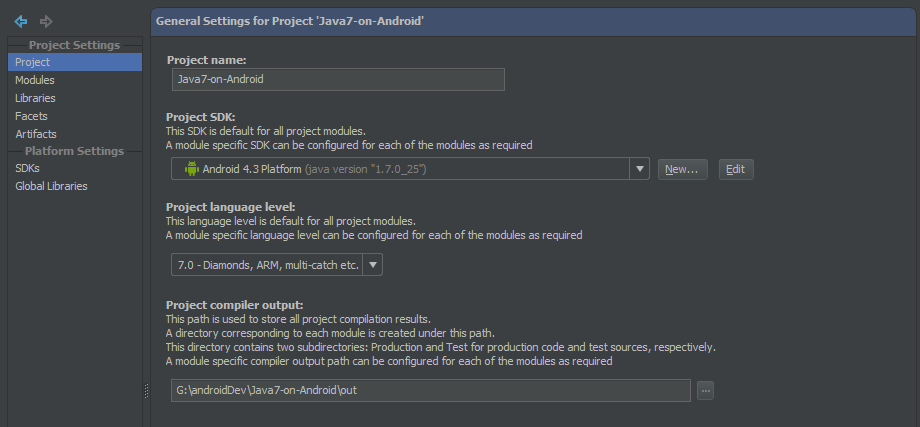 General Settings for Project 'Java7-on-Android'
Project Settings
Project
Modules
Libraries
Facets
Artifacts
Platform Settings
SDKs
Global Libraries
Project name:
Java7-on-Android
Project SDK:
This SDK is default for all project modules.
A module specific SDK can be configured for each of the modules as required
Android 4.3 Platform (java version "1.7.0_25")
New...
Edit
Project language level:
This language level is default for all project modules.
A module specific language level can be configured for each of the modules as required
7.0 - Diamonds, ARM, multi-catch etc.
Project compiler output:
This path is used to store all project compilation results.
A directory corresponding to each module is created under this path.
This directory contains two subdirectories: Production and Test for production code and test sources, respectively.
A module specific compiler output path can be configured for each of the modules as required
G:\androidDev\Java7-on-Android\out
...